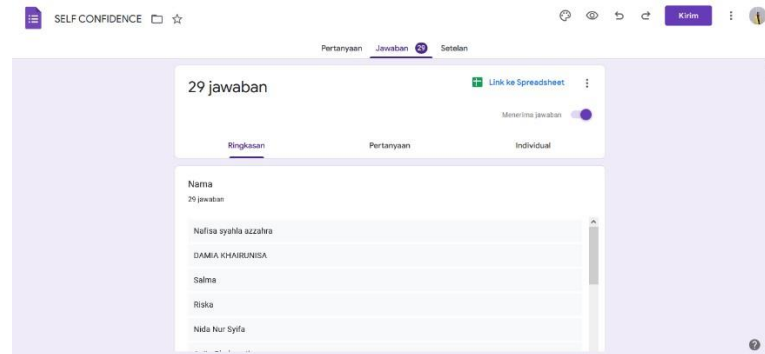 SELF CONFIDENCE
Kirim
Pertanyaan Jawaban 29 Setelan
29 jawaban
Link ke Spreadsheet
Menerima jawaban
Ringkasan Pertanyaan Individual
Nama
29 jawaban
Nafisa syahla azzahra
DAMIA KHAIRUNISA
Salma
Riska
Nida Nur Syifa